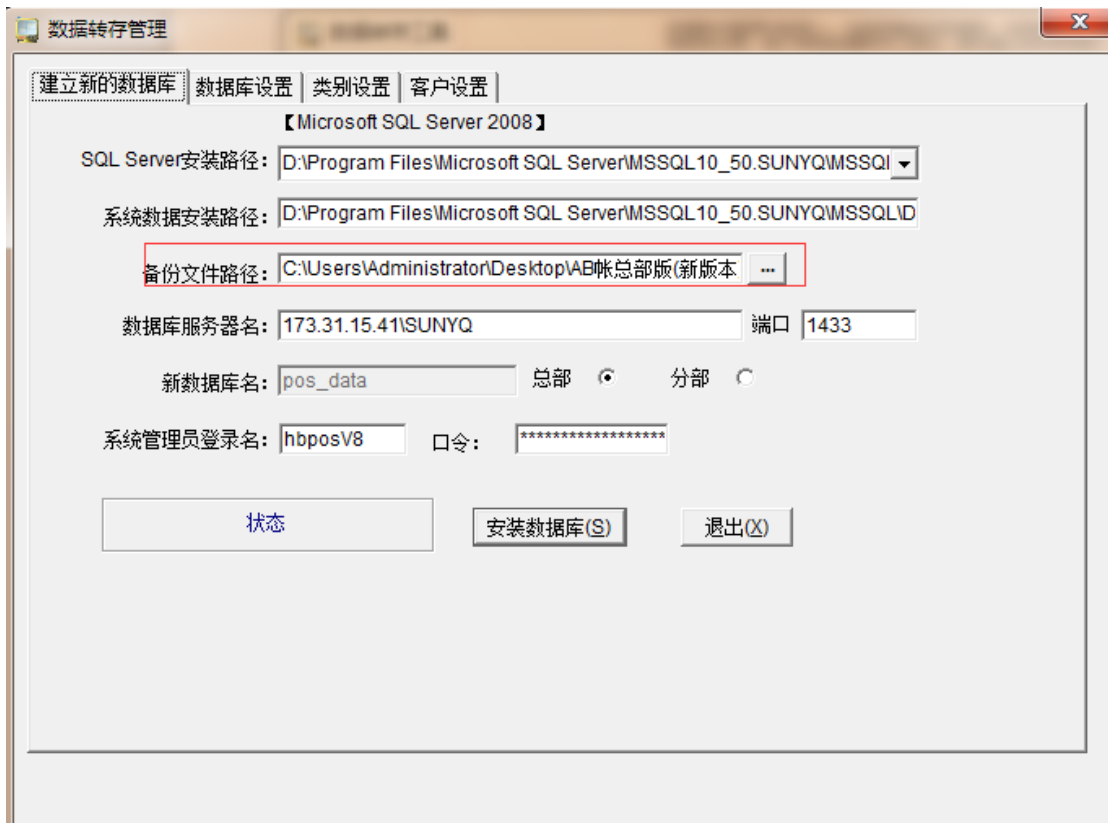 数据转存管理
X
建立新的数据库 数据库设置 类别设置 客户设置
【Microsoft SQL Server 2008】
SQL Server安装路径: D:\Program Files\Microsoft SQL Server\MSSQL10_50.SUNYQ\MSSQl
系统数据安装路径: D:\Program Files\Microsoft SQL Server\MSSQL10_50.SUNYQ\MSSQL\D
备份文件路径: C:\Users\Administrator\Desktop\AB帐总部版(新版本 ...
数据库服务器名: 173.31.15.41\SUNYQ 端口 1433
新数据库名: pos_data 总部 分部
系统管理员登录名: hbposV8 口令: ******************
状态 安装数据库(S) 退出(X)